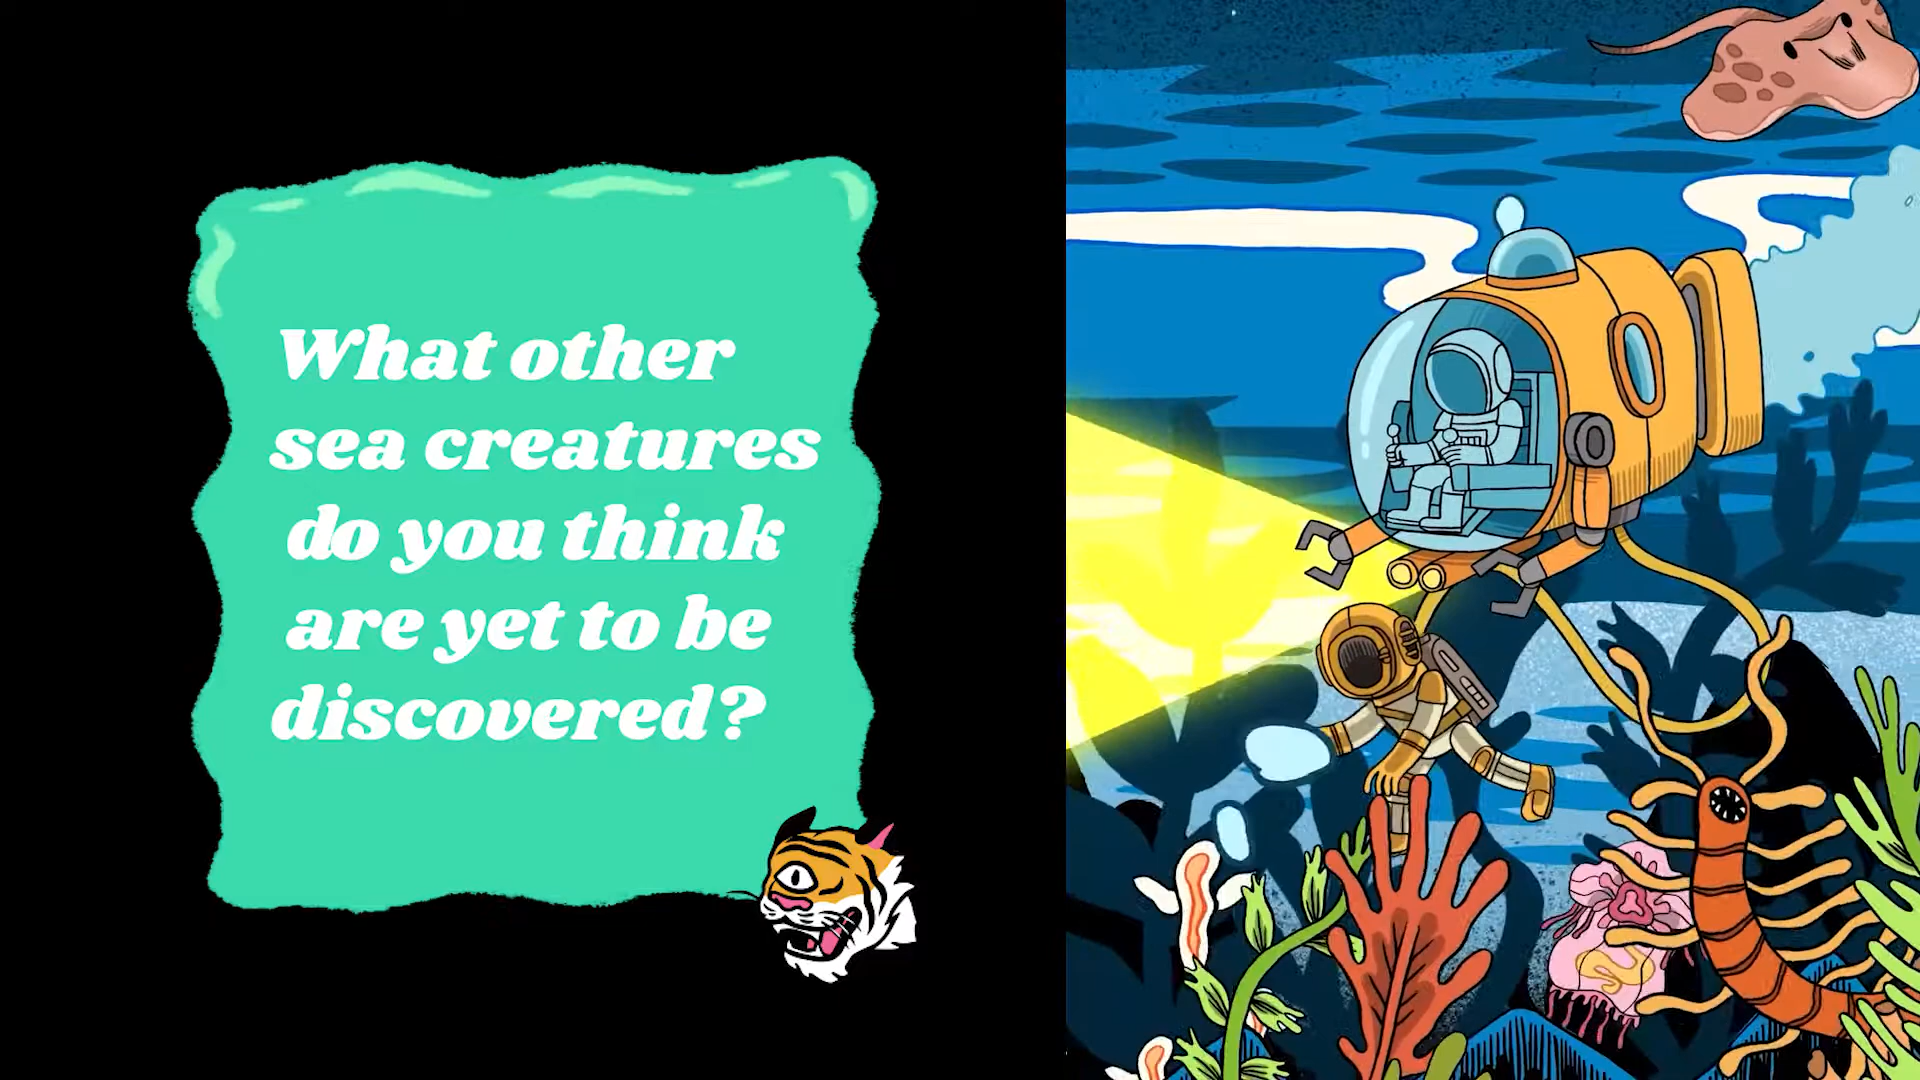 What other
sea creatures
do you think
are yet to be
discovered?